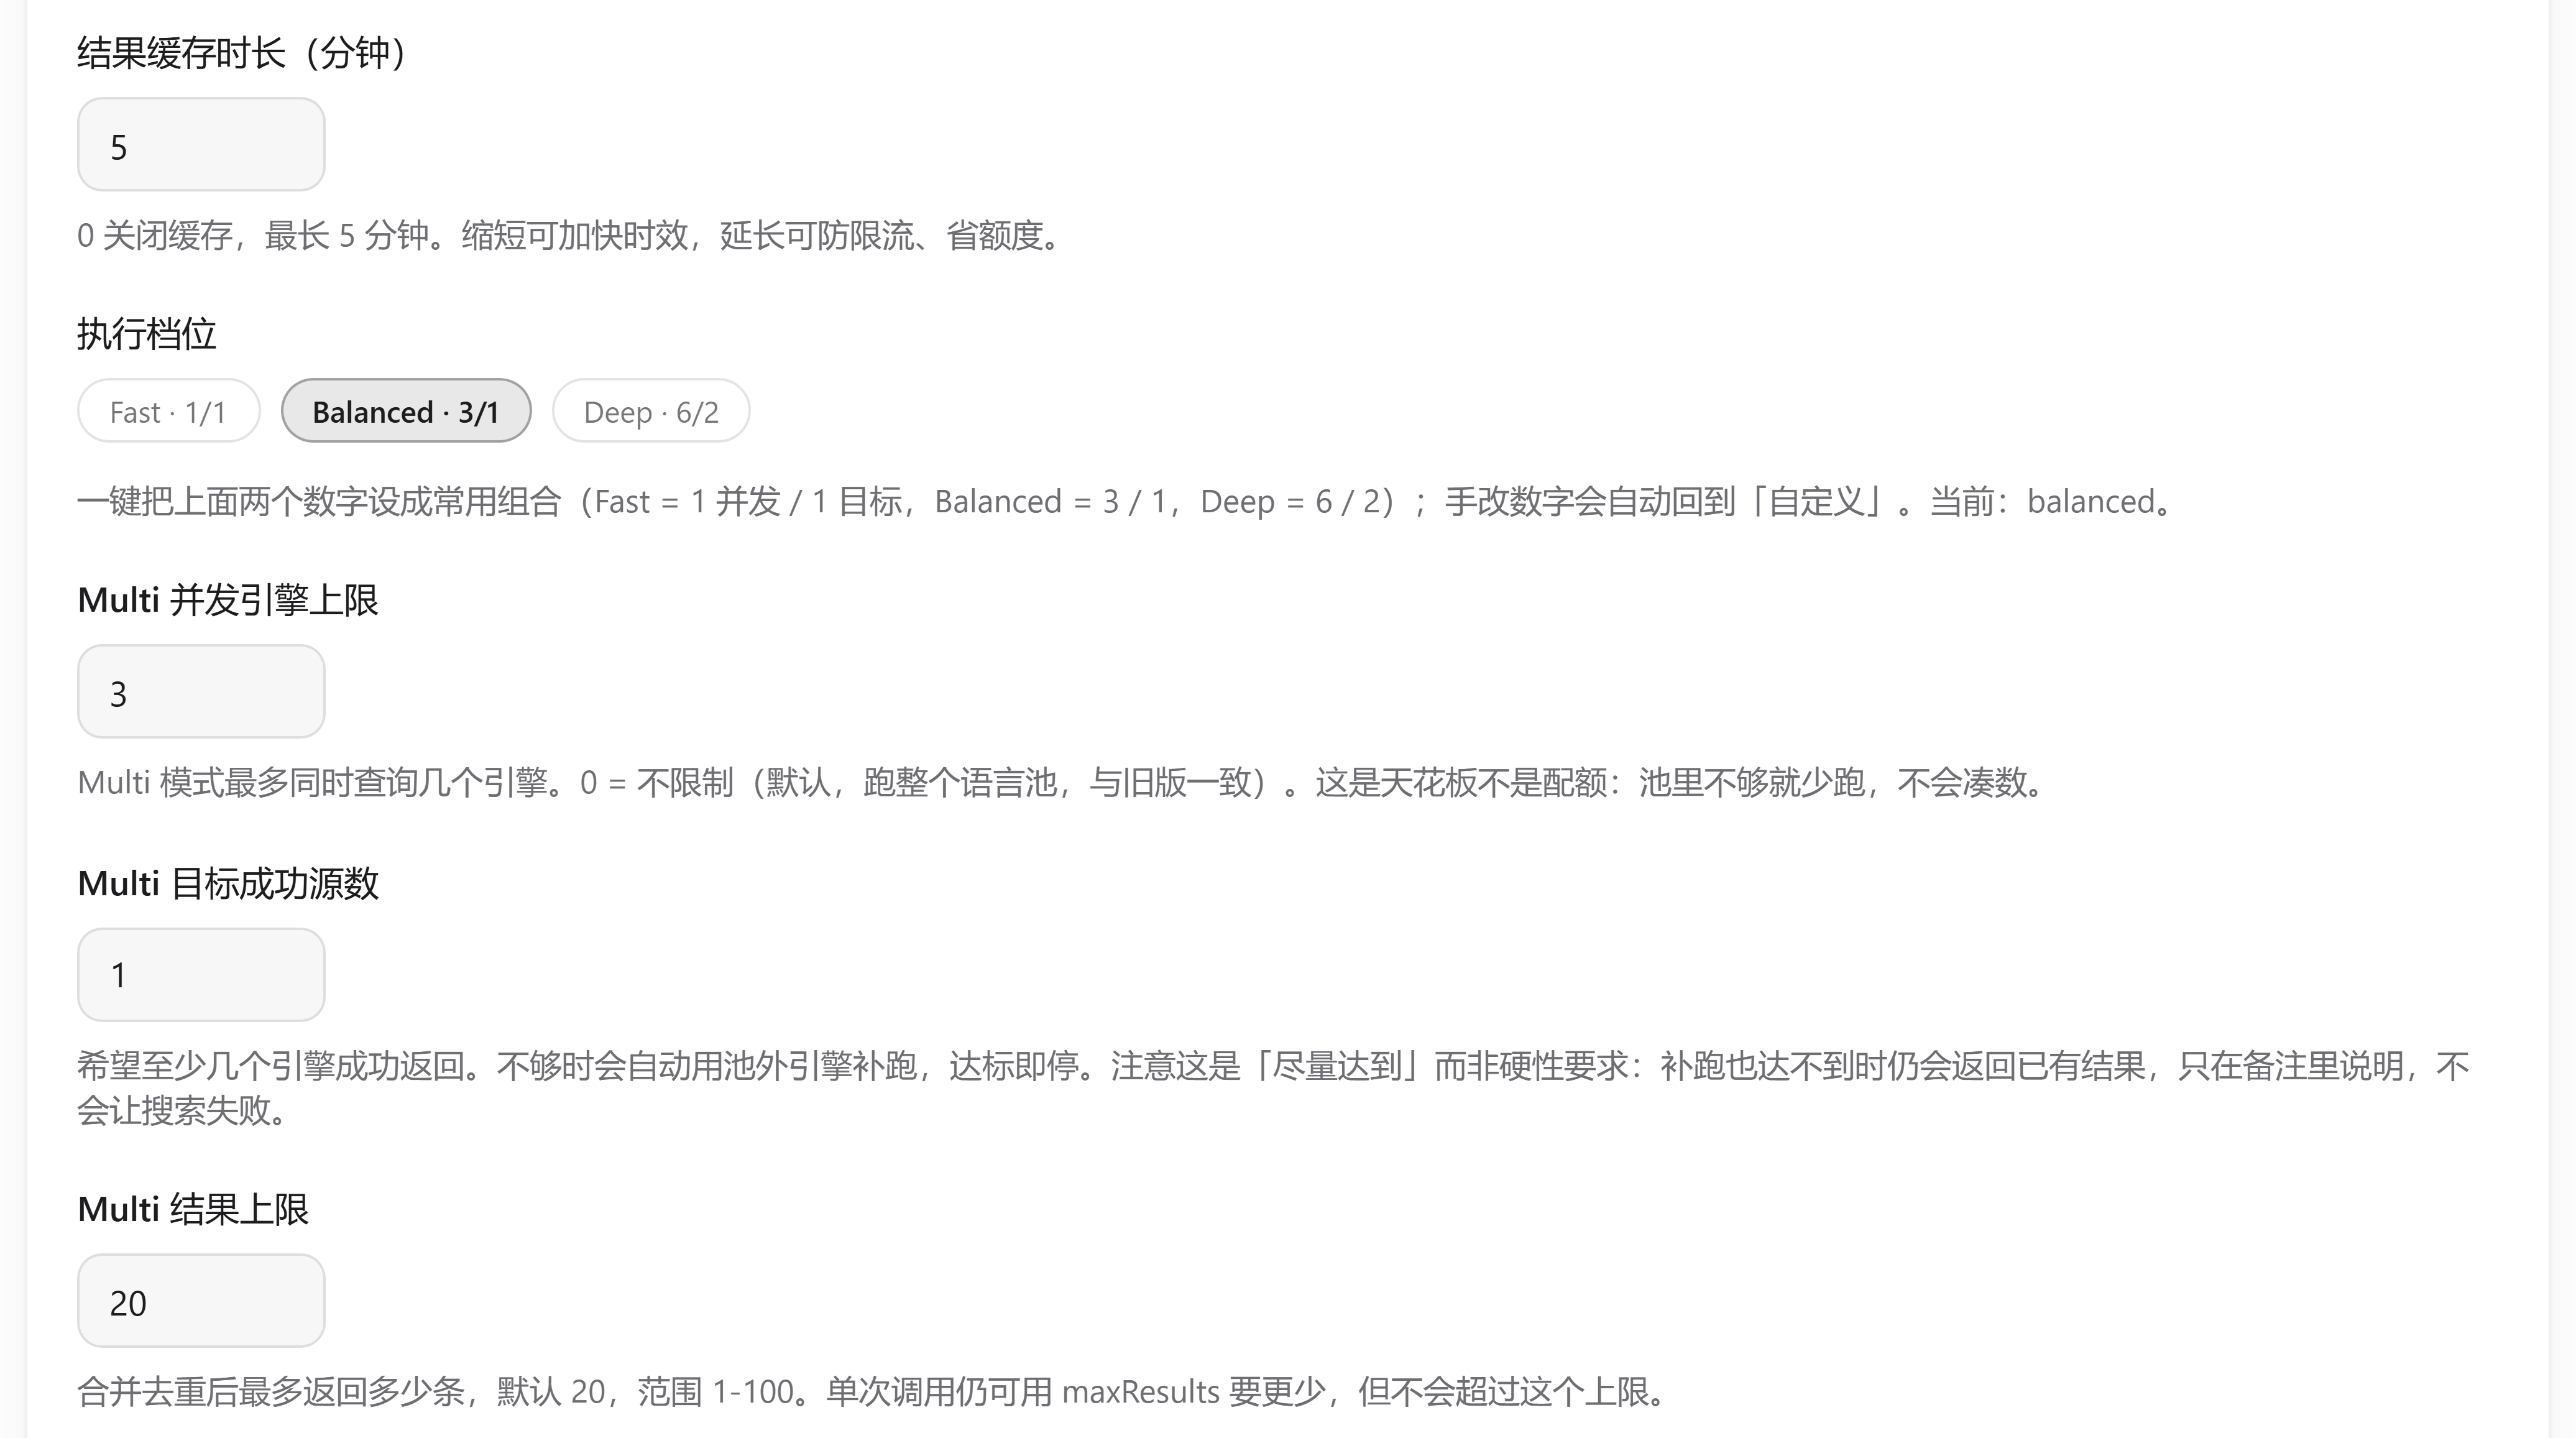 结果缓存时长（分钟）
5
0 关闭缓存，最长 5 分钟。缩短可加快时效，延长可防限流、省额度。
执行档位
Fast · 1/1
Balanced · 3/1
Deep · 6/2
一键把上面两个数字设成常用组合（Fast = 1 并发 / 1 目标，Balanced = 3 / 1，Deep = 6 / 2）；手改数字会自动回到「自定义」。当前：balanced。
Multi 并发引擎上限
3
Multi 模式最多同时查询几个引擎。0 = 不限制（默认，跑整个语言池，与旧版一致）。这是天花板不是配额：池里不够就少跑，不会凑数。
Multi 目标成功源数
1
希望至少几个引擎成功返回。不够时会自动用池外引擎补跑，达标即停。注意这是「尽量达到」而非硬性要求：补跑也达不到时仍会返回已有结果，只在备注里说明，不
会让搜索失败。
Multi 结果上限
20
合并去重后最多返回多少条，默认 20，范围 1-100。单次调用仍可用 maxResults 要更少，但不会超过这个上限。